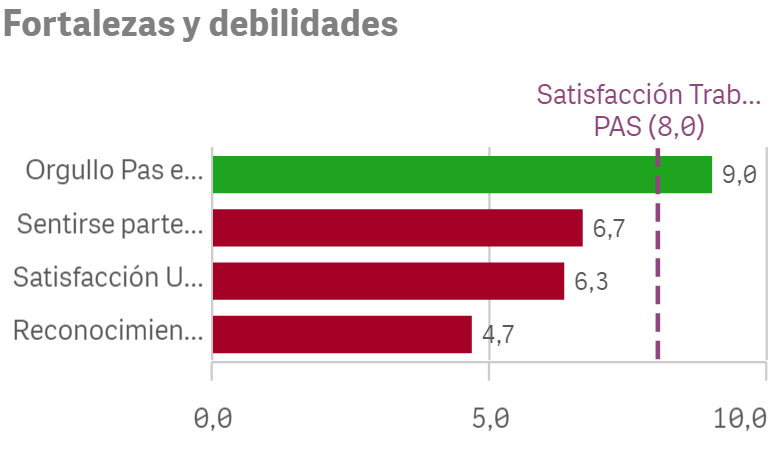 Fortalezas y debilidades
Satisfacción Trab...
PAS (8,0)
Orgullo Pas e... 9,0
Sentirse parte... 6,7
Satisfacción U... 6,3
Reconocimien... 4,7
0,0 5,0 10,0